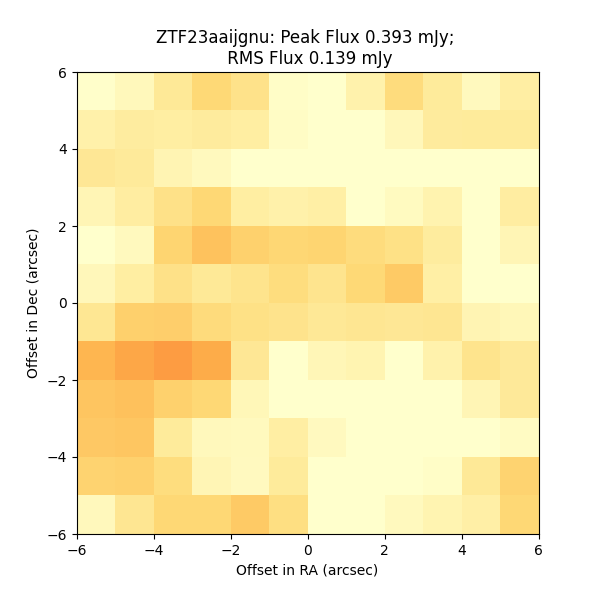 ZTF23aaijgnu: Peak Flux 0.393 mJy;
RMS Flux 0.139 mJy
6
4
2
0
−2
−4
−6
Offset in Dec (arcsec)
−6 −4 −2 0 2 4 6
Offset in RA (arcsec)